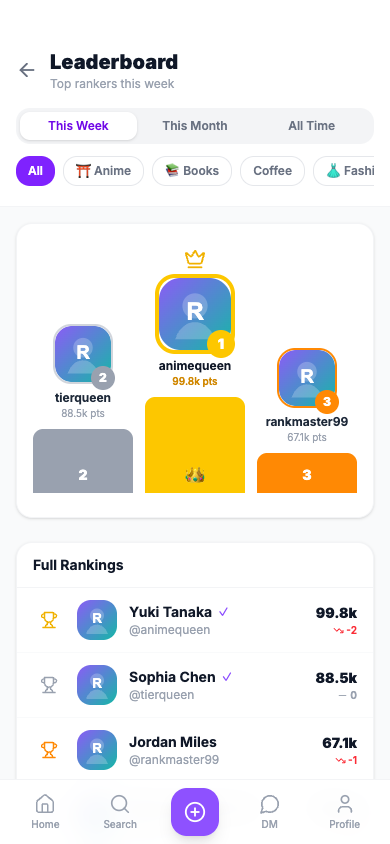 Leaderboard
Top rankers this week
This Week
This Month
All Time
All
⛩️ Anime
📚 Books
Coffee
👗 Fashi
R
1
animequeen
99.8k pts
R
2
tierqueen
88.5k pts
R
3
rankmaster99
67.1k pts
2
3
Full Rankings
R
Yuki Tanaka ✓
@animequeen
99.8k
-2
R
Sophia Chen ✓
@tierqueen
88.5k
— 0
R
Jordan Miles
@rankmaster99
67.1k
-1
Home
Search
DM
Profile